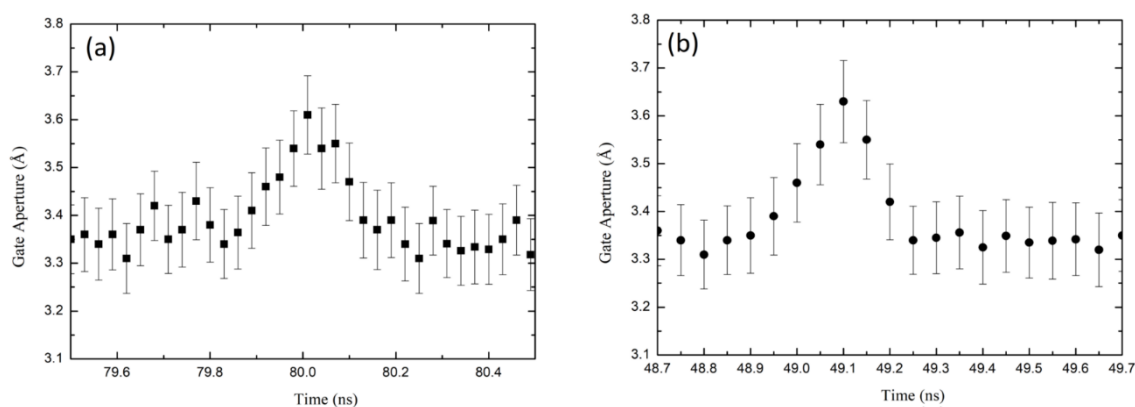 (a)
3.8
3.7
3.6
3.5
3.4
3.3
3.2
3.1
Gate Aperture (Å)
79.6 79.8 80.0 80.2 80.4
Time (ns)
(b)
3.8
3.7
3.6
3.5
3.4
3.3
3.2
3.1
Gate Aperture (Å)
48.7 48.8 48.9 49.0 49.1 49.2 49.3 49.4 49.5 49.6 49.7
Time (ns)